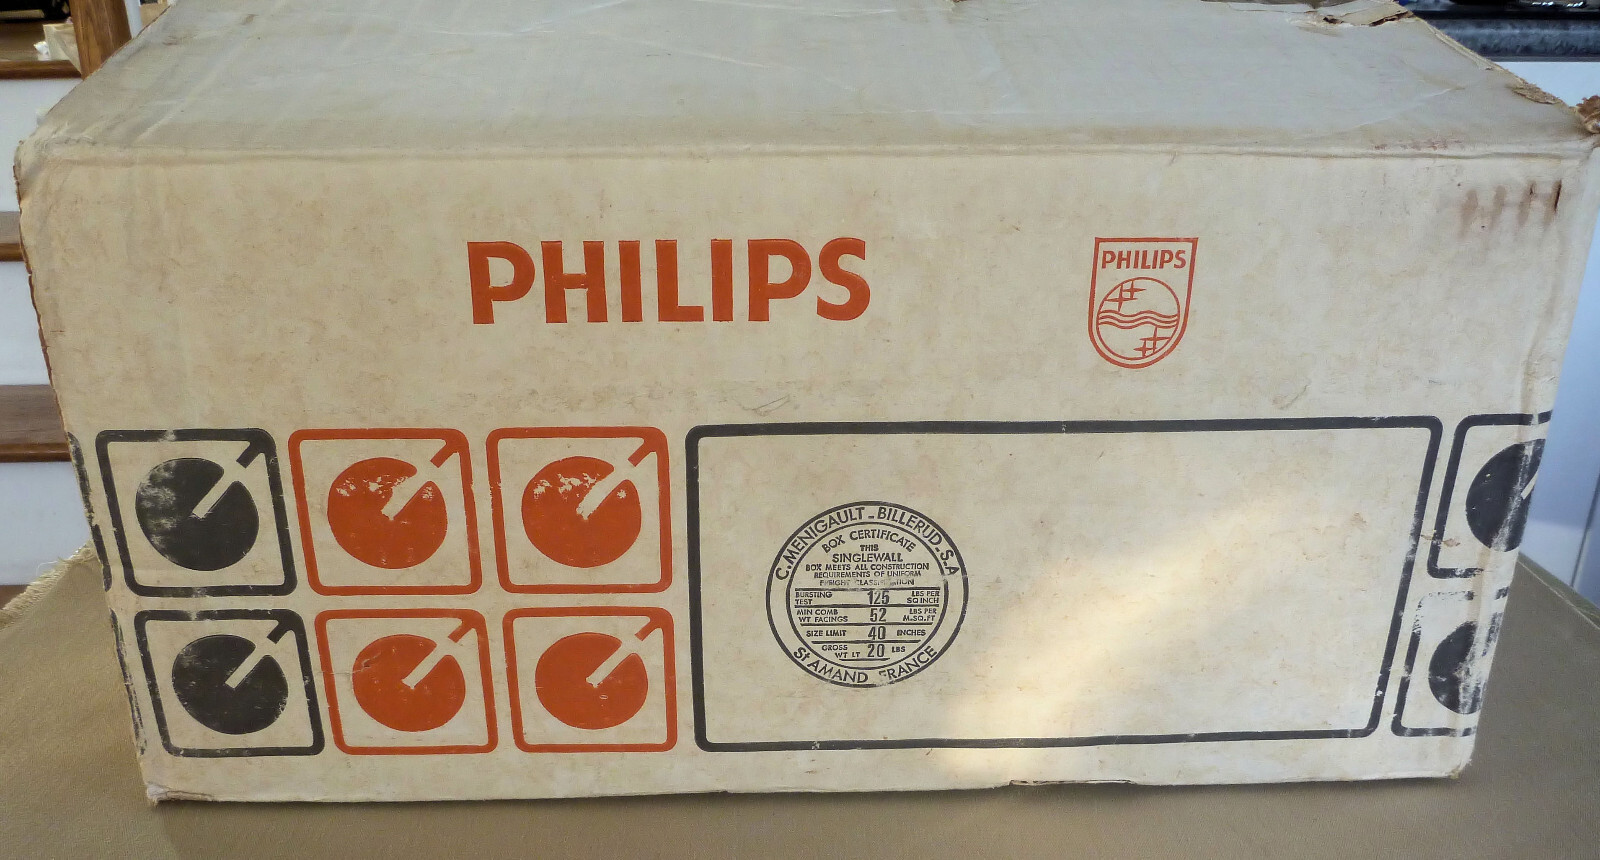 PHILIPS
PHILIPS
C. MENIGAULT - BILLERUD - S.A
BOX CERTIFICATE
THIS
SINGLEWALL
BOX MEETS ALL CONSTRUCTION
REQUIREMENTS OF UNIFORM
FREIGHT CLASSIFICATION
BURSTING TEST 125 LBS PER SQ INCH
MIN COMB WT FACINGS 52 LBS PER M.SQ.FT
SIZE LIMIT 40 INCHES
GROSS WT LT 20 LBS
St AMAND FRANCE